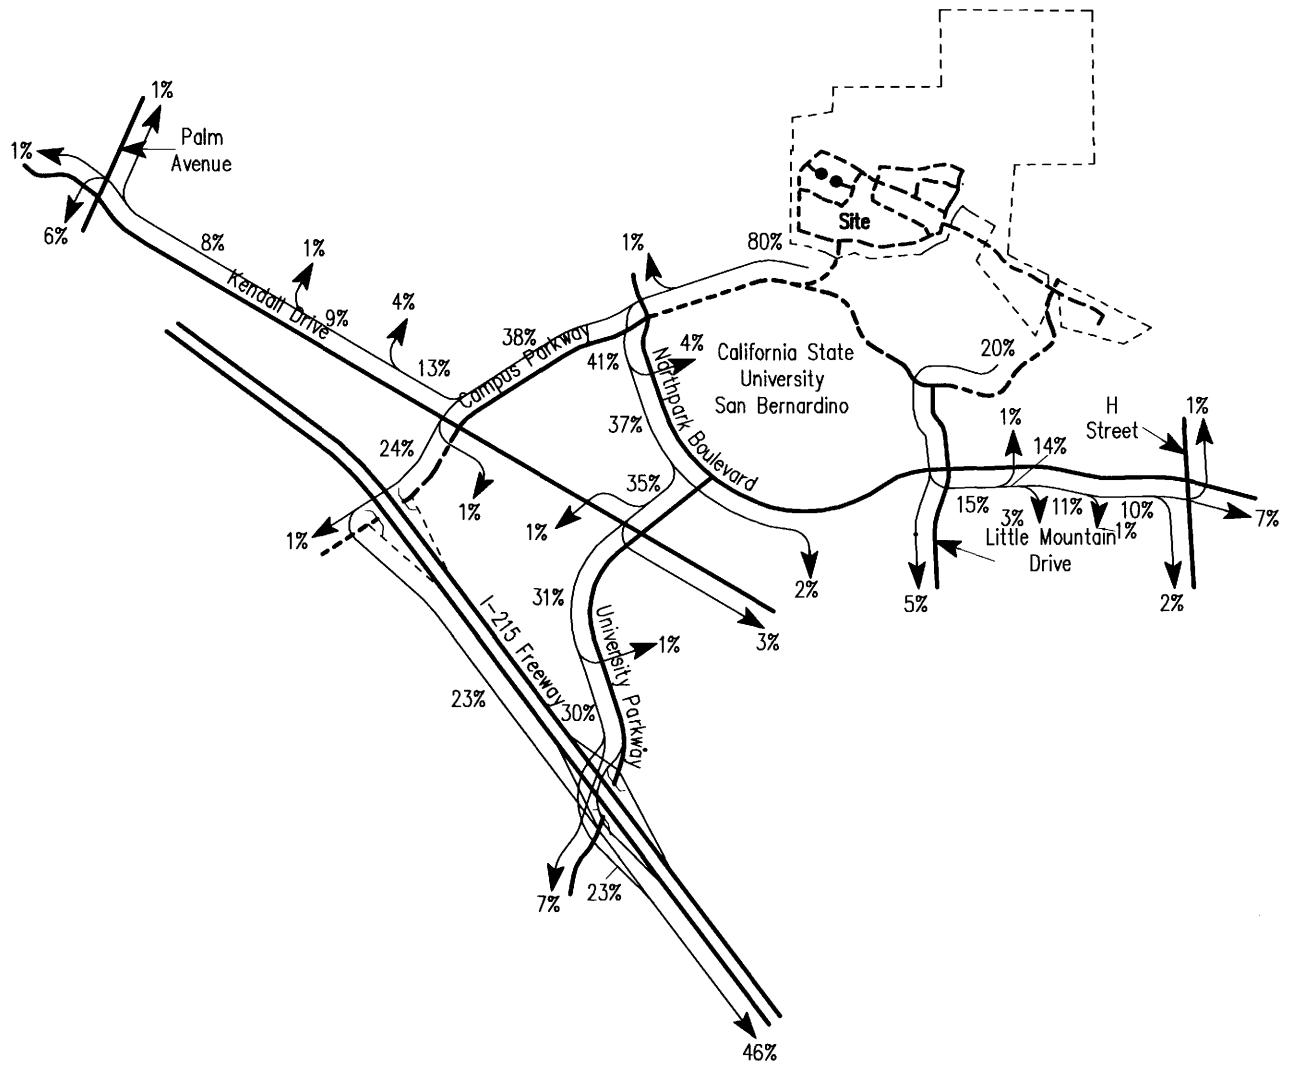 1%
Palm
Avenue
1%
6%
8%
1%
Kendall Drive
9%
4%
13%
1%
80%
Site
38%
Campus Parkway
41%
4%
Northpark Boulevard
California State
University
San Bernardino
20%
37%
24%
1%
1%
35%
1%
H
Street
1%
1%
14%
15%
3%
11%
1%
10%
7%
Little Mountain
Drive
2%
5%
2%
31%
University Parkway
3%
1%
I-215 Freeway
23%
30%
7%
23%
46%